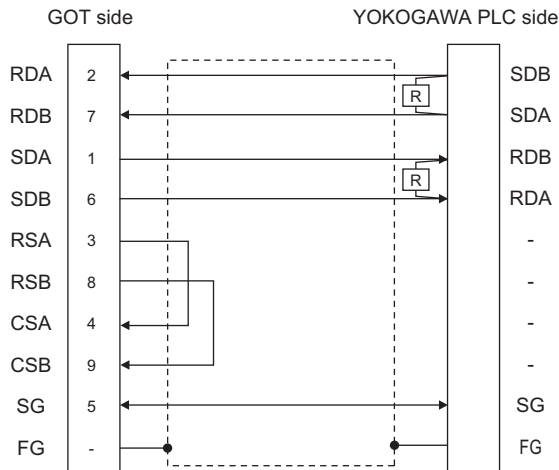 GOT side YOKOGAWA PLC side
RDA 2 SDB
R
RDB 7 SDA
SDA 1 RDB
R
SDB 6 RDA
RSA 3 -
RSB 8 -
CSA 4 -
CSB 9 -
SG 5 SG
FG - FG